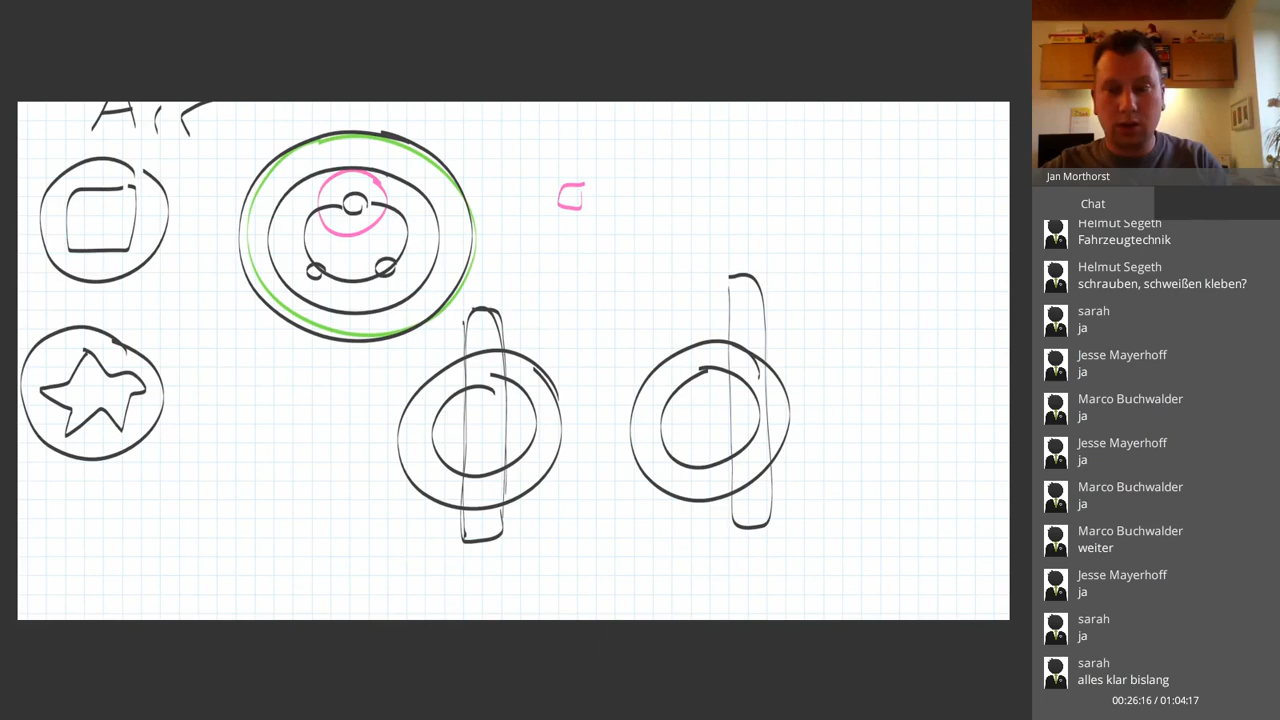 Air
Jan Morthorst
Chat
Helmut Segeth
Fahrzeugtechnik
Helmut Segeth
schrauben, schweißen kleben?
sarah
ja
Jesse Mayerhoff
ja
Marco Buchwalder
ja
Jesse Mayerhoff
ja
Marco Buchwalder
ja
Marco Buchwalder
weiter
Jesse Mayerhoff
ja
sarah
ja
sarah
alles klar bislang
00:26:16 / 01:04:17